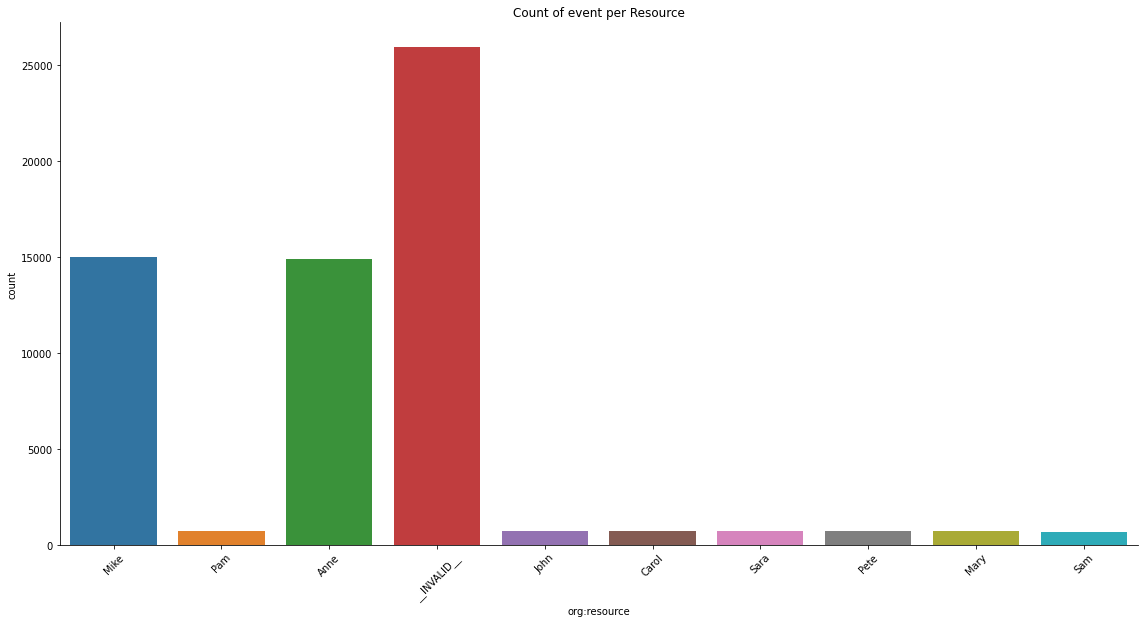 Count of event per Resource
count
25000
20000
15000
10000
5000
0
Mike
Pam
Anne
__INVALID__
John
Carol
Sara
Pete
Mary
Sam
org:resource